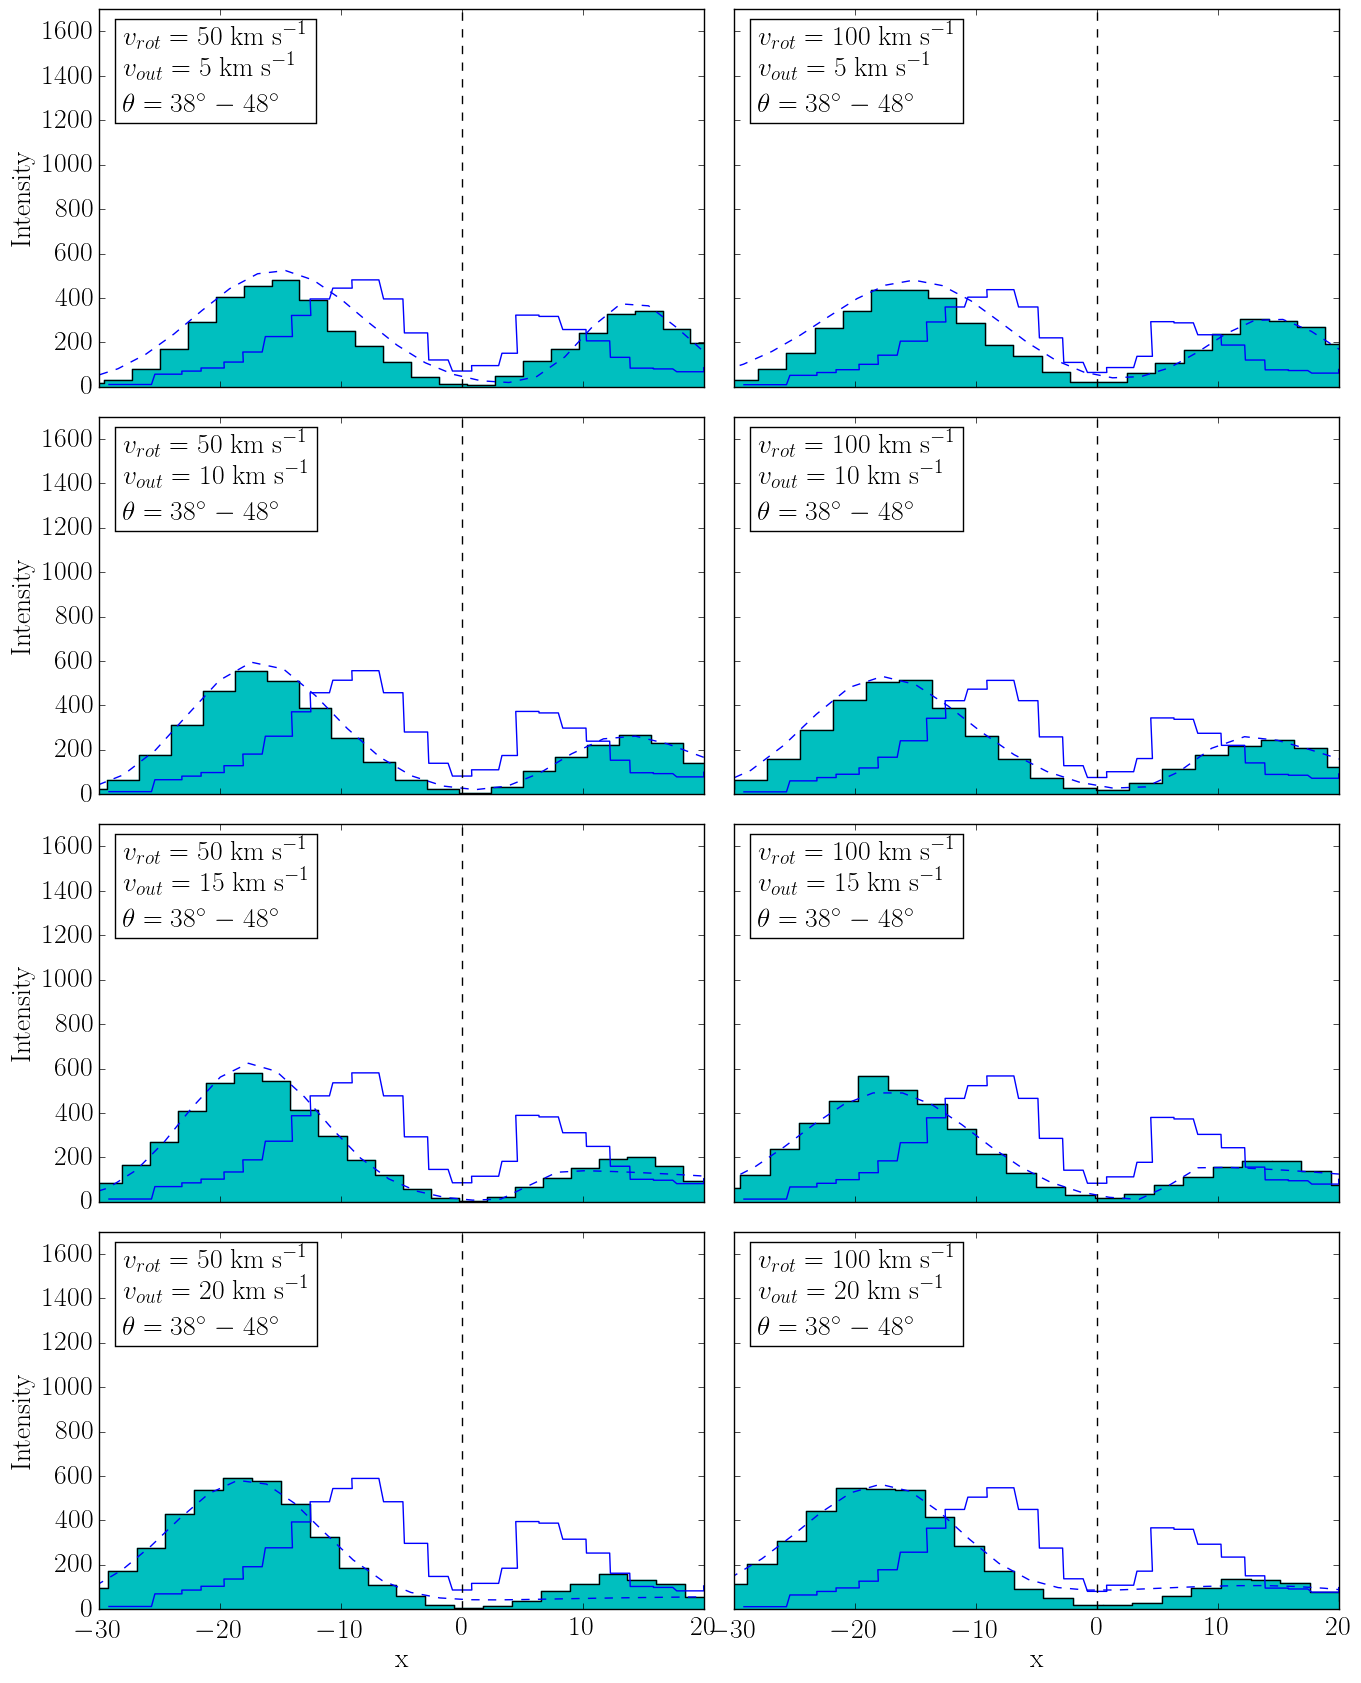 v_rot = 50 km s⁻¹
v_out = 5 km s⁻¹
θ = 38° − 48°
1600
1400
1200
1000
800
600
400
200
0
Intensity
v_rot = 100 km s⁻¹
v_out = 5 km s⁻¹
θ = 38° − 48°
v_rot = 50 km s⁻¹
v_out = 10 km s⁻¹
θ = 38° − 48°
1600
1400
1200
1000
800
600
400
200
0
Intensity
v_rot = 100 km s⁻¹
v_out = 10 km s⁻¹
θ = 38° − 48°
v_rot = 50 km s⁻¹
v_out = 15 km s⁻¹
θ = 38° − 48°
1600
1400
1200
1000
800
600
400
200
0
Intensity
v_rot = 100 km s⁻¹
v_out = 15 km s⁻¹
θ = 38° − 48°
v_rot = 50 km s⁻¹
v_out = 20 km s⁻¹
θ = 38° − 48°
1600
1400
1200
1000
800
600
400
200
0
Intensity
v_rot = 100 km s⁻¹
v_out = 20 km s⁻¹
θ = 38° − 48°
−30 −20 −10 0 10 20
x
−30 −20 −10 0 10 20
x